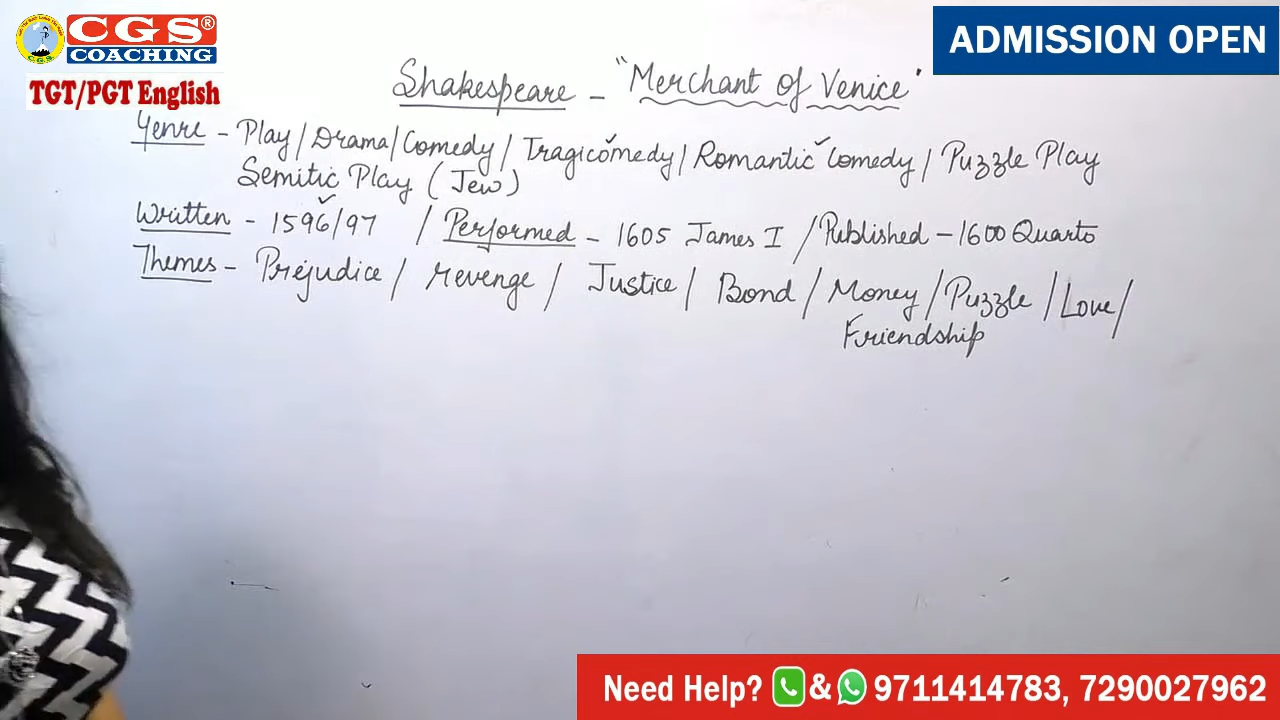 CGS®
COACHING
C.G.S.
TGT/PGT English
ADMISSION OPEN
Shakespeare - "Merchant of Venice"
Genre - Play/Drama/Comedy/Tragicomedy/Romantic Comedy/Puzzle Play
Semitic Play (Jew)
Written - 1596/97 / Performed - 1605 James I / Published - 1600 Quarto
Themes - Prejudice/ revenge/ Justice/ Bond/ Money/ Puzzle/ Love/
Friendship
Need Help? & 9711414783, 7290027962